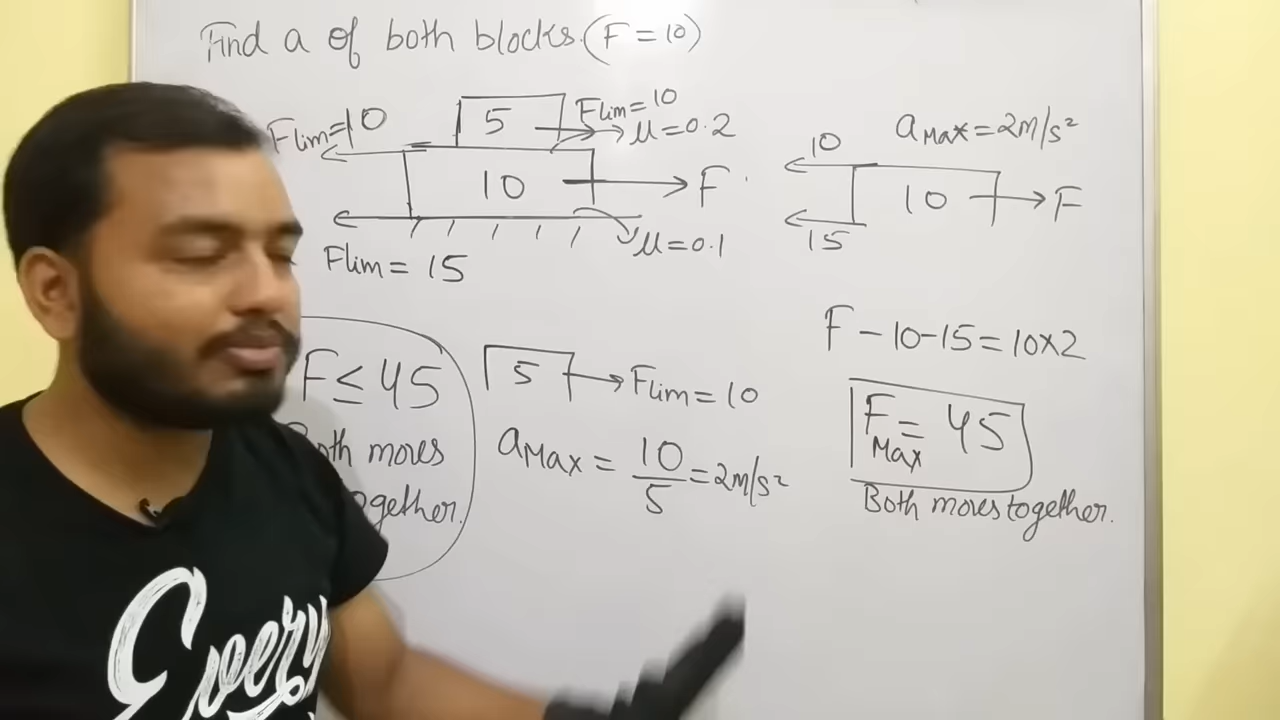 Find a of both blocks. (F = 10)
Flim=10
5
Flim=10
μ=0.2
10
F
Flim = 15
μ=0.1
aMax = 2m/s²
10
10
F
15
F ≤ 45
Both moves
together.
5
Flim = 10
aMax = 10/5 = 2m/s²
F - 10 - 15 = 10×2
FMax = 45
Both moves together.
Every